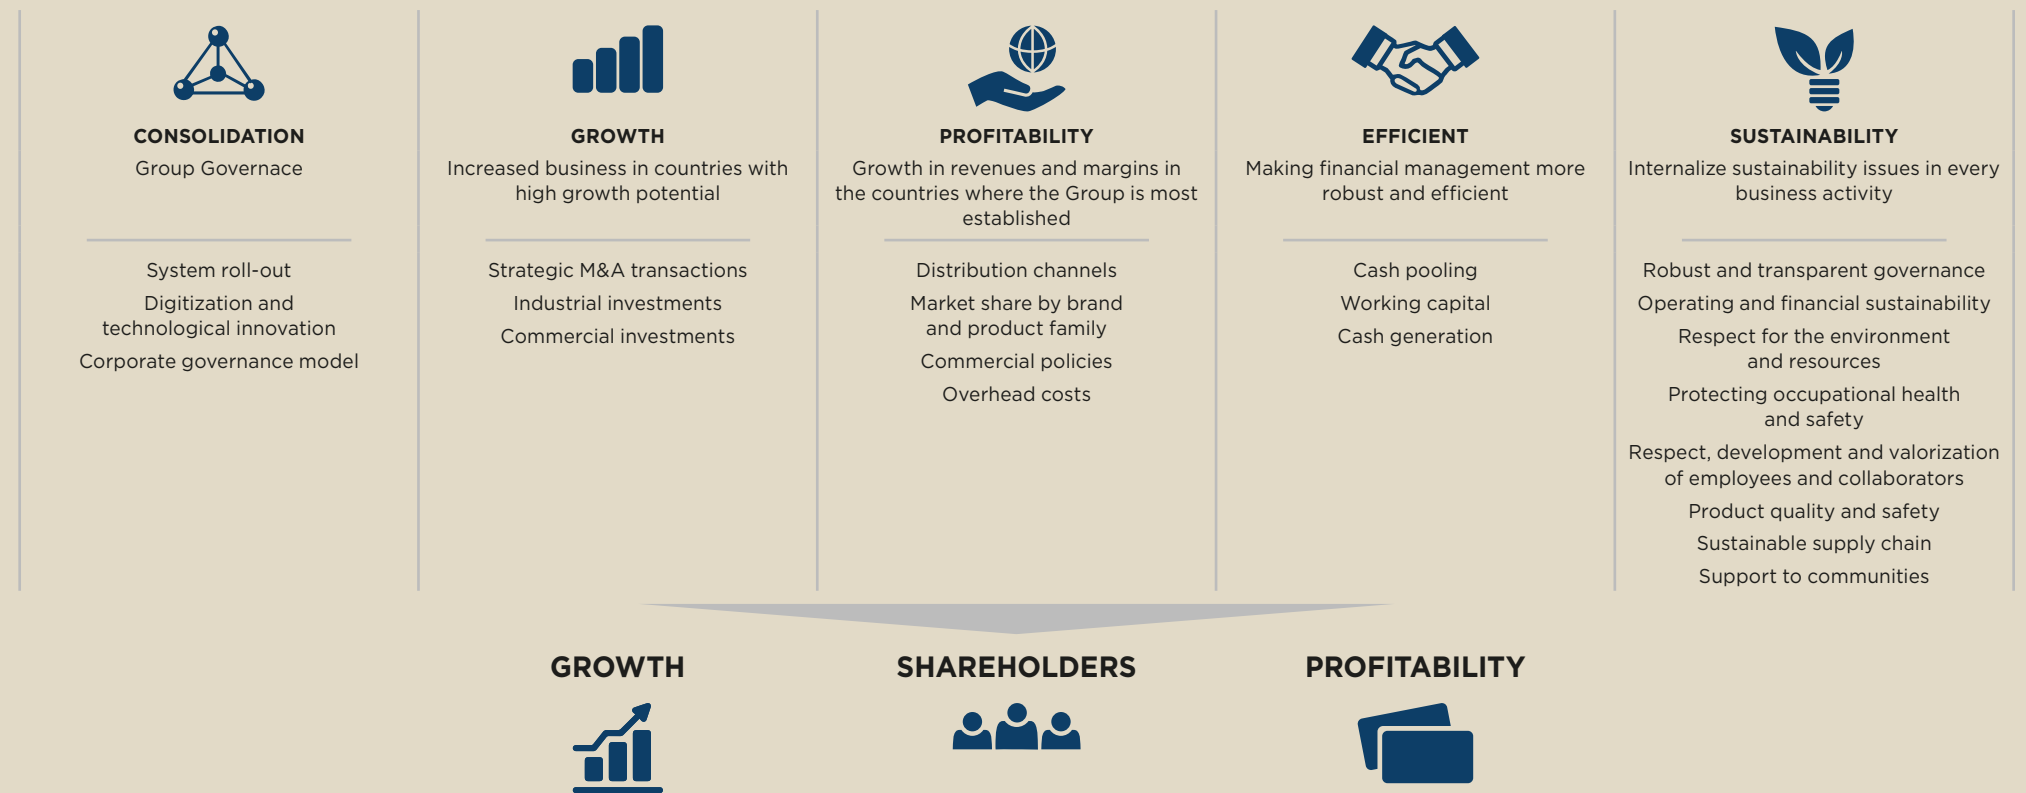 CONSOLIDATION
Group Governace
System roll-out
Digitization and
technological innovation
Corporate governance model
GROWTH
Increased business in countries with
high growth potential
Strategic M&A transactions
Industrial investments
Commercial investments
PROFITABILITY
Growth in revenues and margins in
the countries where the Group is most
established
Distribution channels
Market share by brand
and product family
Commercial policies
Overhead costs
EFFICIENT
Making financial management more
robust and efficient
Cash pooling
Working capital
Cash generation
SUSTAINABILITY
Internalize sustainability issues in every
business activity
Robust and transparent governance
Operating and financial sustainability
Respect for the environment
and resources
Protecting occupational health
and safety
Respect, development and valorization
of employees and collaborators
Product quality and safety
Sustainable supply chain
Support to communities
GROWTH
SHAREHOLDERS
PROFITABILITY